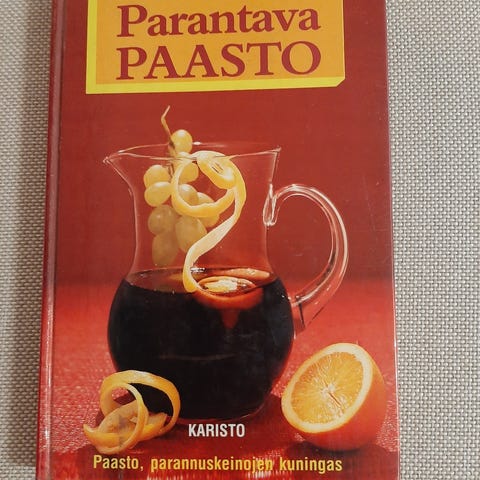 Parantava
PAASTO
KARISTO
Paasto, parannuskeinojen kuningas